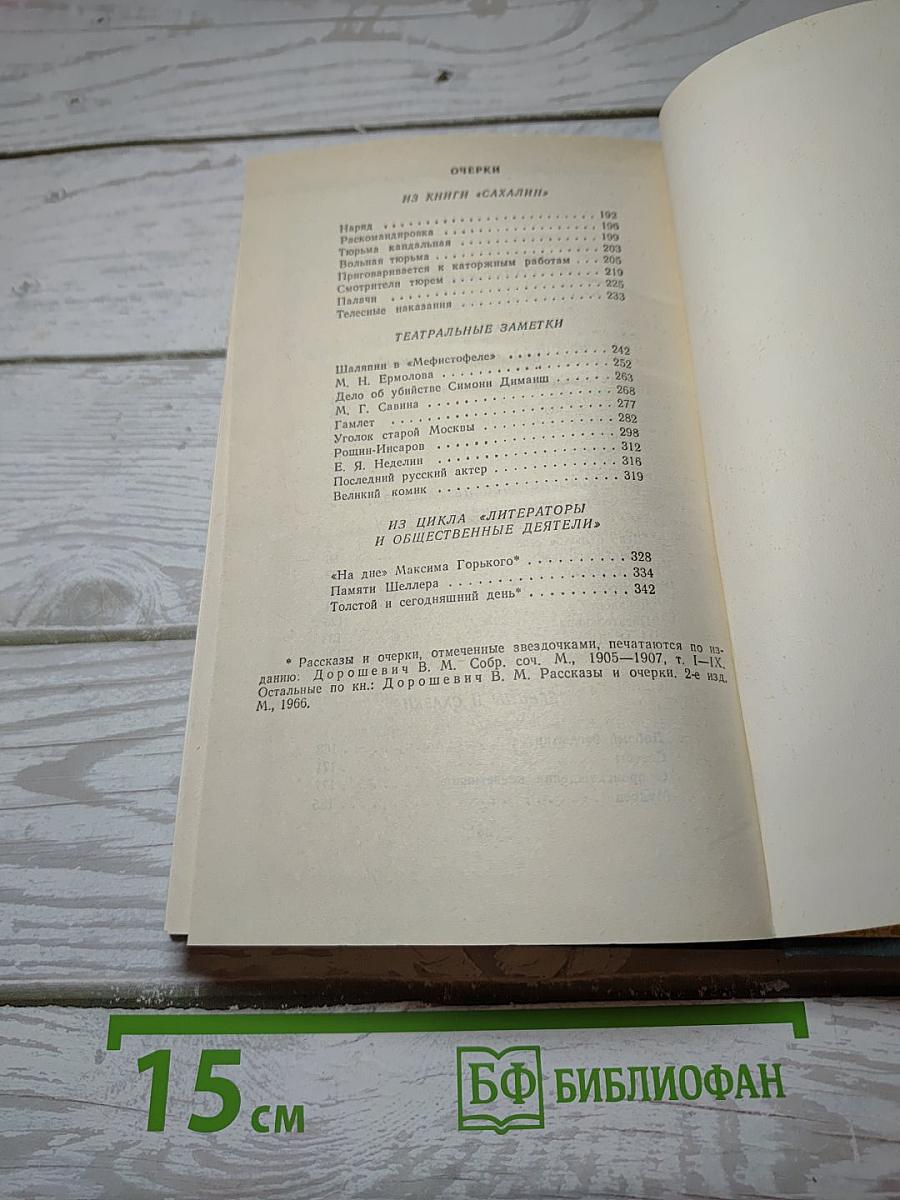 ОЧЕРКИ
ИЗ КНИГИ «САХАЛИН»
Наряд . . . . . . . . . . . . . . . . . . . . 192
Раскомандировка . . . . . . . . . . . . . . . . 196
Тюрьма кандальная . . . . . . . . . . . . . . . 199
Вольная тюрьма . . . . . . . . . . . . . . . . 203
Приговаривается к каторжным работам . . . 205
Смотрители тюрем . . . . . . . . . . . . . . . 219
Палачи . . . . . . . . . . . . . . . . . . . . 225
Телесные наказания . . . . . . . . . . . . . . 233
ТЕАТРАЛЬНЫЕ ЗАМЕТКИ
Шаляпин в «Мефистофеле» . . . . . . . . . . . 242
М. Н. Ермолова . . . . . . . . . . . . . . . . 252
Дело об убийстве Симони Диманш . . . . . . 263
М. Г. Савина . . . . . . . . . . . . . . . . . 268
Гамлет . . . . . . . . . . . . . . . . . . . . 277
Уголок старой Москвы . . . . . . . . . . . . . 282
Рощин-Инсаров . . . . . . . . . . . . . . . . 298
Е. Я. Неделин . . . . . . . . . . . . . . . . 312
Последний русский актер . . . . . . . . . . . 316
Великий комик . . . . . . . . . . . . . . . . 319
ИЗ ЦИКЛА «ЛИТЕРАТОРЫ
И ОБЩЕСТВЕННЫЕ ДЕЯТЕЛИ»
«На дне» Максима Горького* . . . . . . . . . . 328
Памяти Шеллера . . . . . . . . . . . . . . . . 334
Толстой и сегодняшний день* . . . . . . . . . . 342
* Рассказы и очерки, отмеченные звездочками, печатаются по из-
данию: Дорошевич В. М. Собр. соч. М., 1905—1907, т. I—IX.
Остальные по кн.: Дорошевич В. М. Рассказы и очерки. 2-е изд.
М., 1966.
15 см
БФ БИБЛИОФАН